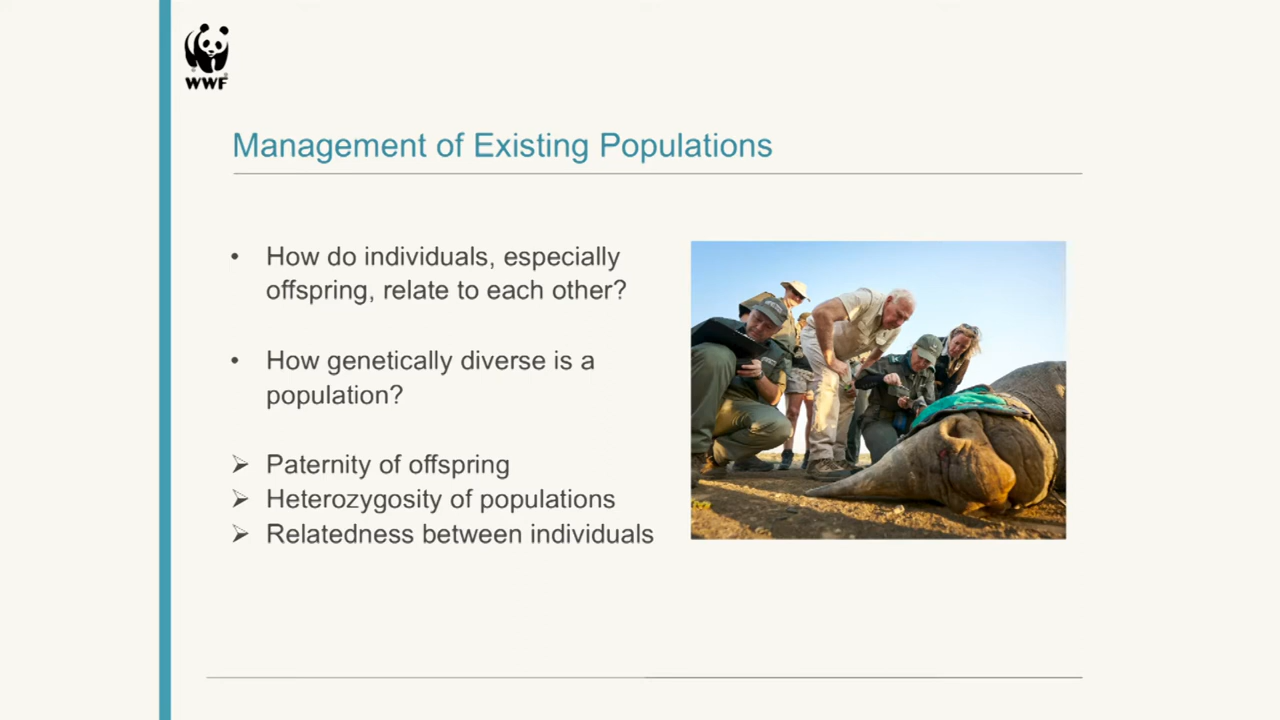 WWF
Management of Existing Populations
• How do individuals, especially
offspring, relate to each other?
• How genetically diverse is a
population?
➢ Paternity of offspring
➢ Heterozygosity of populations
➢ Relatedness between individuals